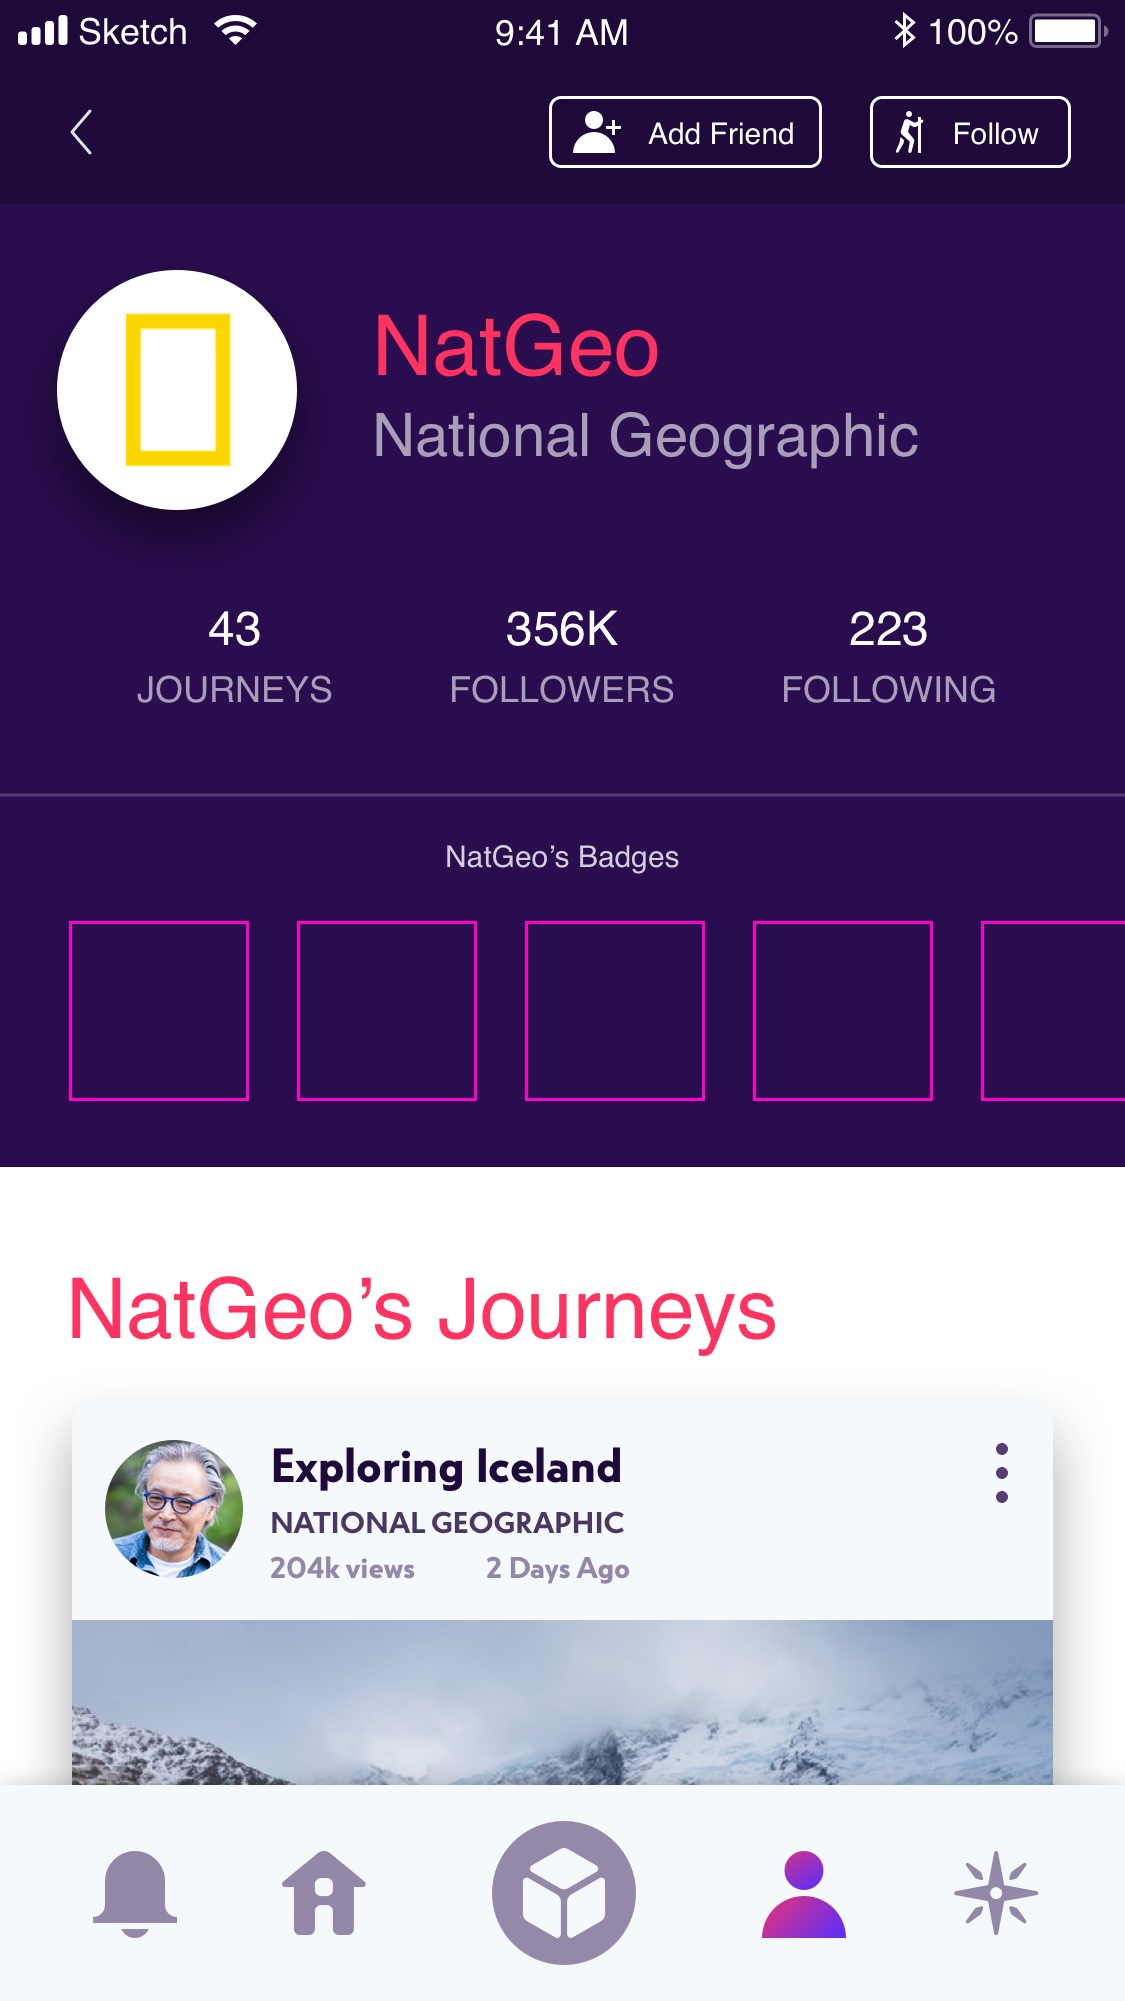 Sketch 9:41 AM 100%
Add Friend Follow
NatGeo
National Geographic
43 356K 223
JOURNEYS FOLLOWERS FOLLOWING
NatGeo’s Badges
NatGeo’s Journeys
Exploring Iceland
NATIONAL GEOGRAPHIC
204k views 2 Days Ago